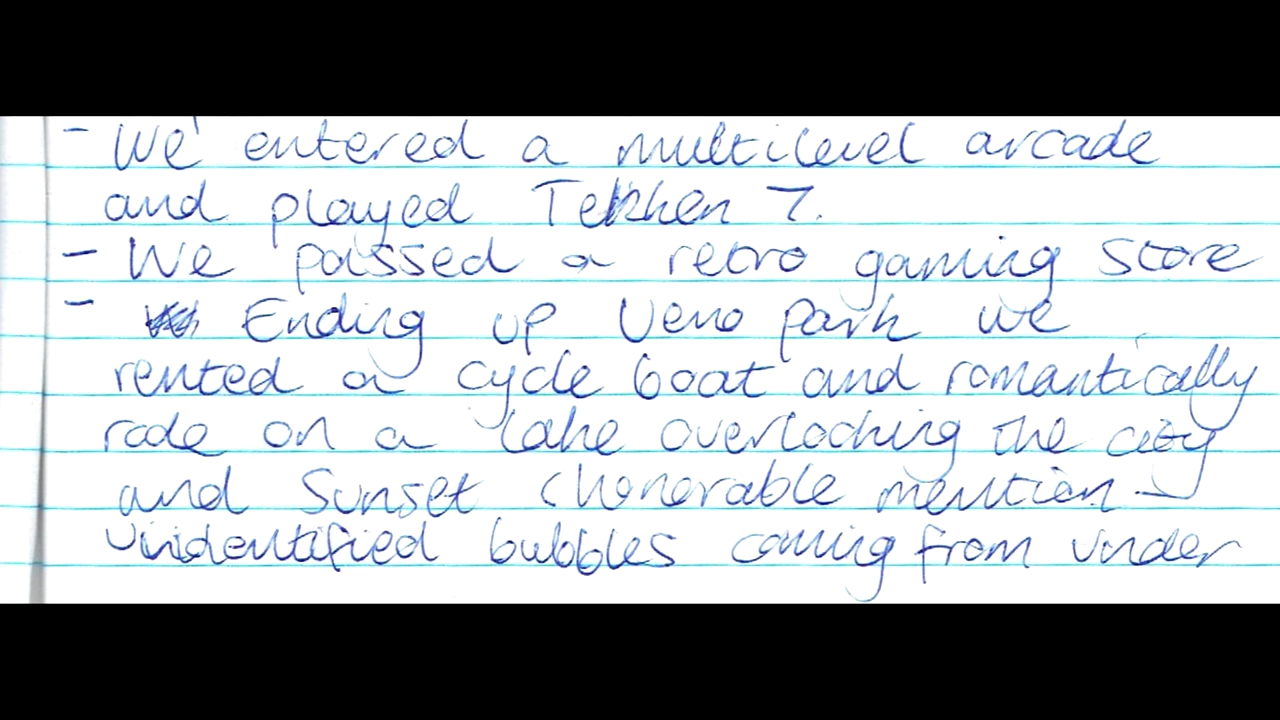 - We entered a multilevel arcade
and played Tekken 7.
- We passed a retro gaming store
- Ending up Ueno Park we
rented a cycle boat and romantically
rode on a lake overlooking the city
and sunset (honorable mention -
unidentified bubbles coming from under